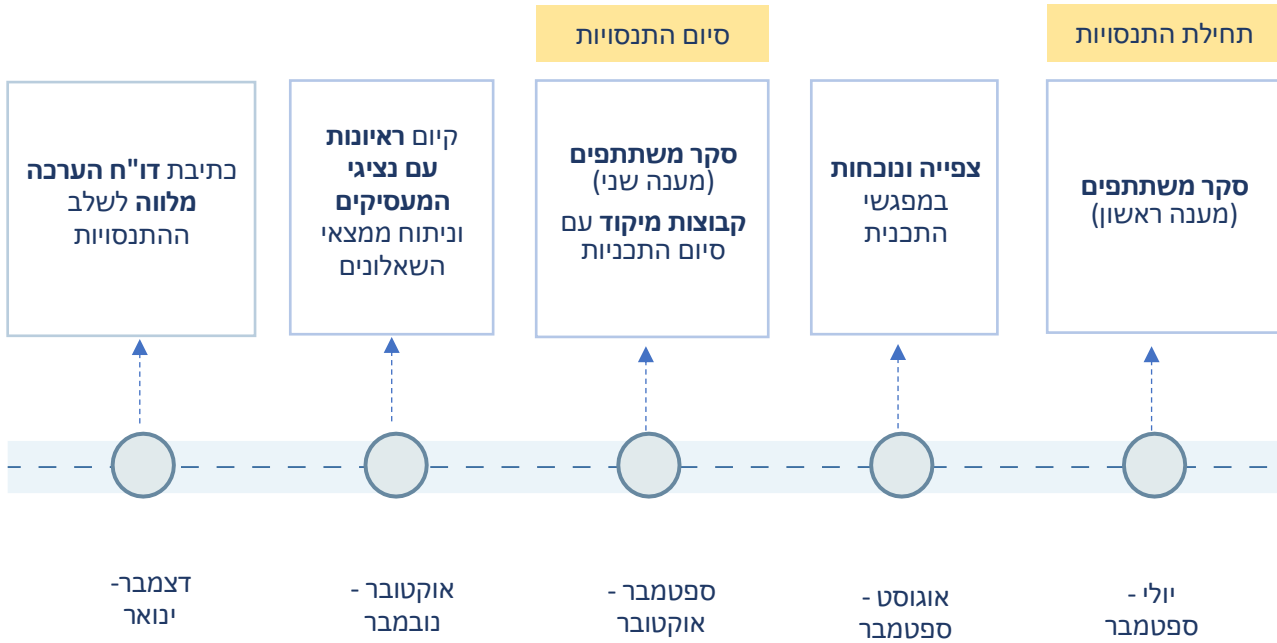 תחילת התנסויות
סיום התנסויות
סקר משתתפים
(מענה ראשון)
צפייה ונוכחות
במפגשי
התכנית
סקר משתתפים
(מענה שני)
קבוצות מיקוד עם
סיום התכניות
קיום ראיונות
עם נציגי
המעסיקים
וניתוח ממצאי
השאלונים
כתיבת דו"ח הערכה
מלווה לשלב
ההתנסויות
יולי -
ספטמבר
אוגוסט -
ספטמבר
ספטמבר -
אוקטובר
אוקטובר -
נובמבר
דצמבר-
ינואר